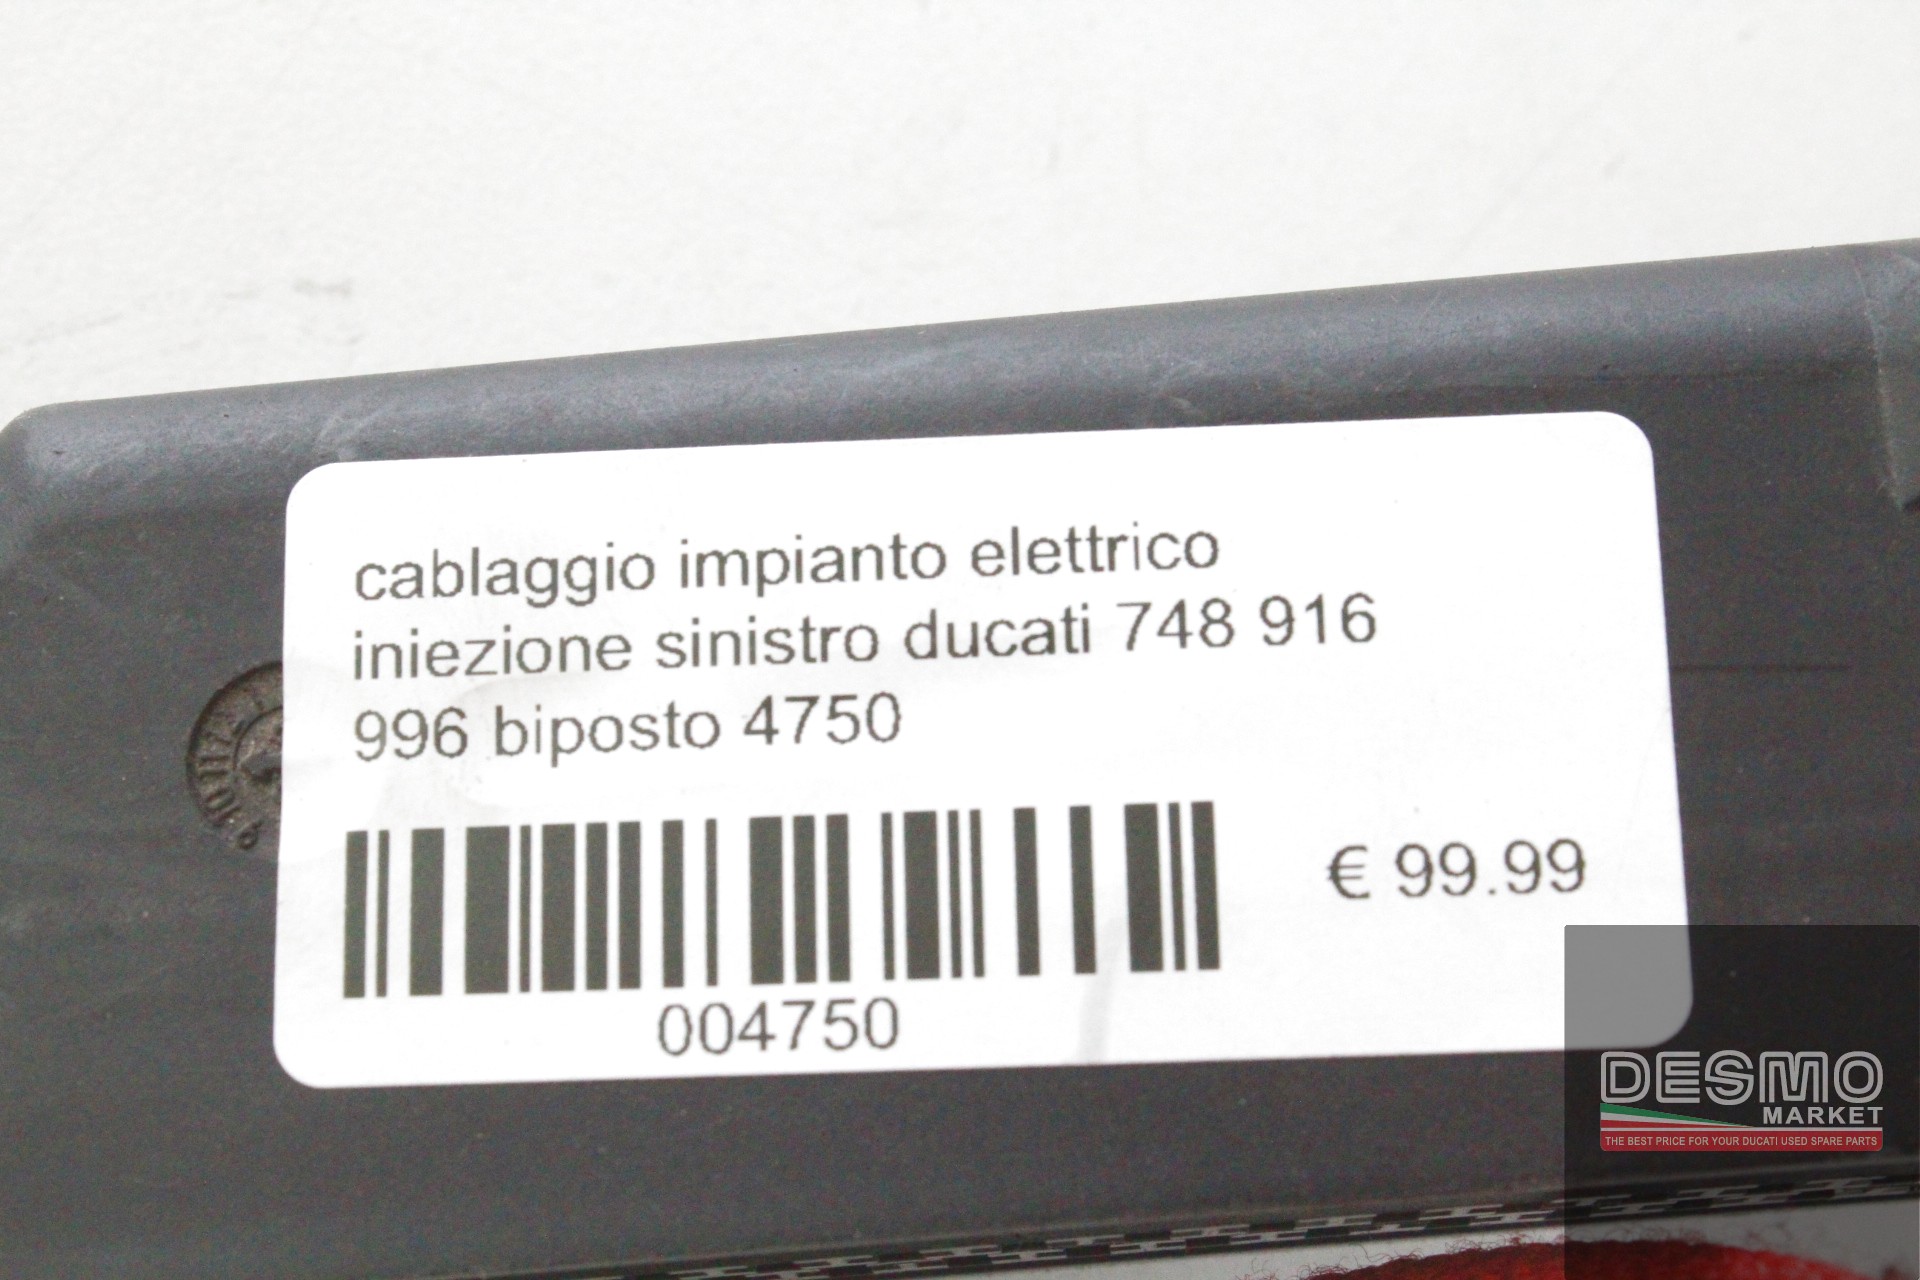 cablaggio impianto elettrico
iniezione sinistro ducati 748 916
996 biposto 4750
€ 99.99
004750
DESMO
MARKET
THE BEST PRICE FOR YOUR DUCATI USED SPARE PARTS